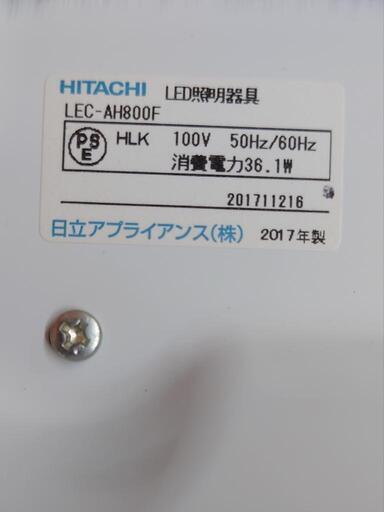 HITACHI LED照明器具
LEC-AH800F
PSE HLK 100V 50Hz/60Hz
消費電力36.1W
201711216
日立アプライアンス(株) 2017年製